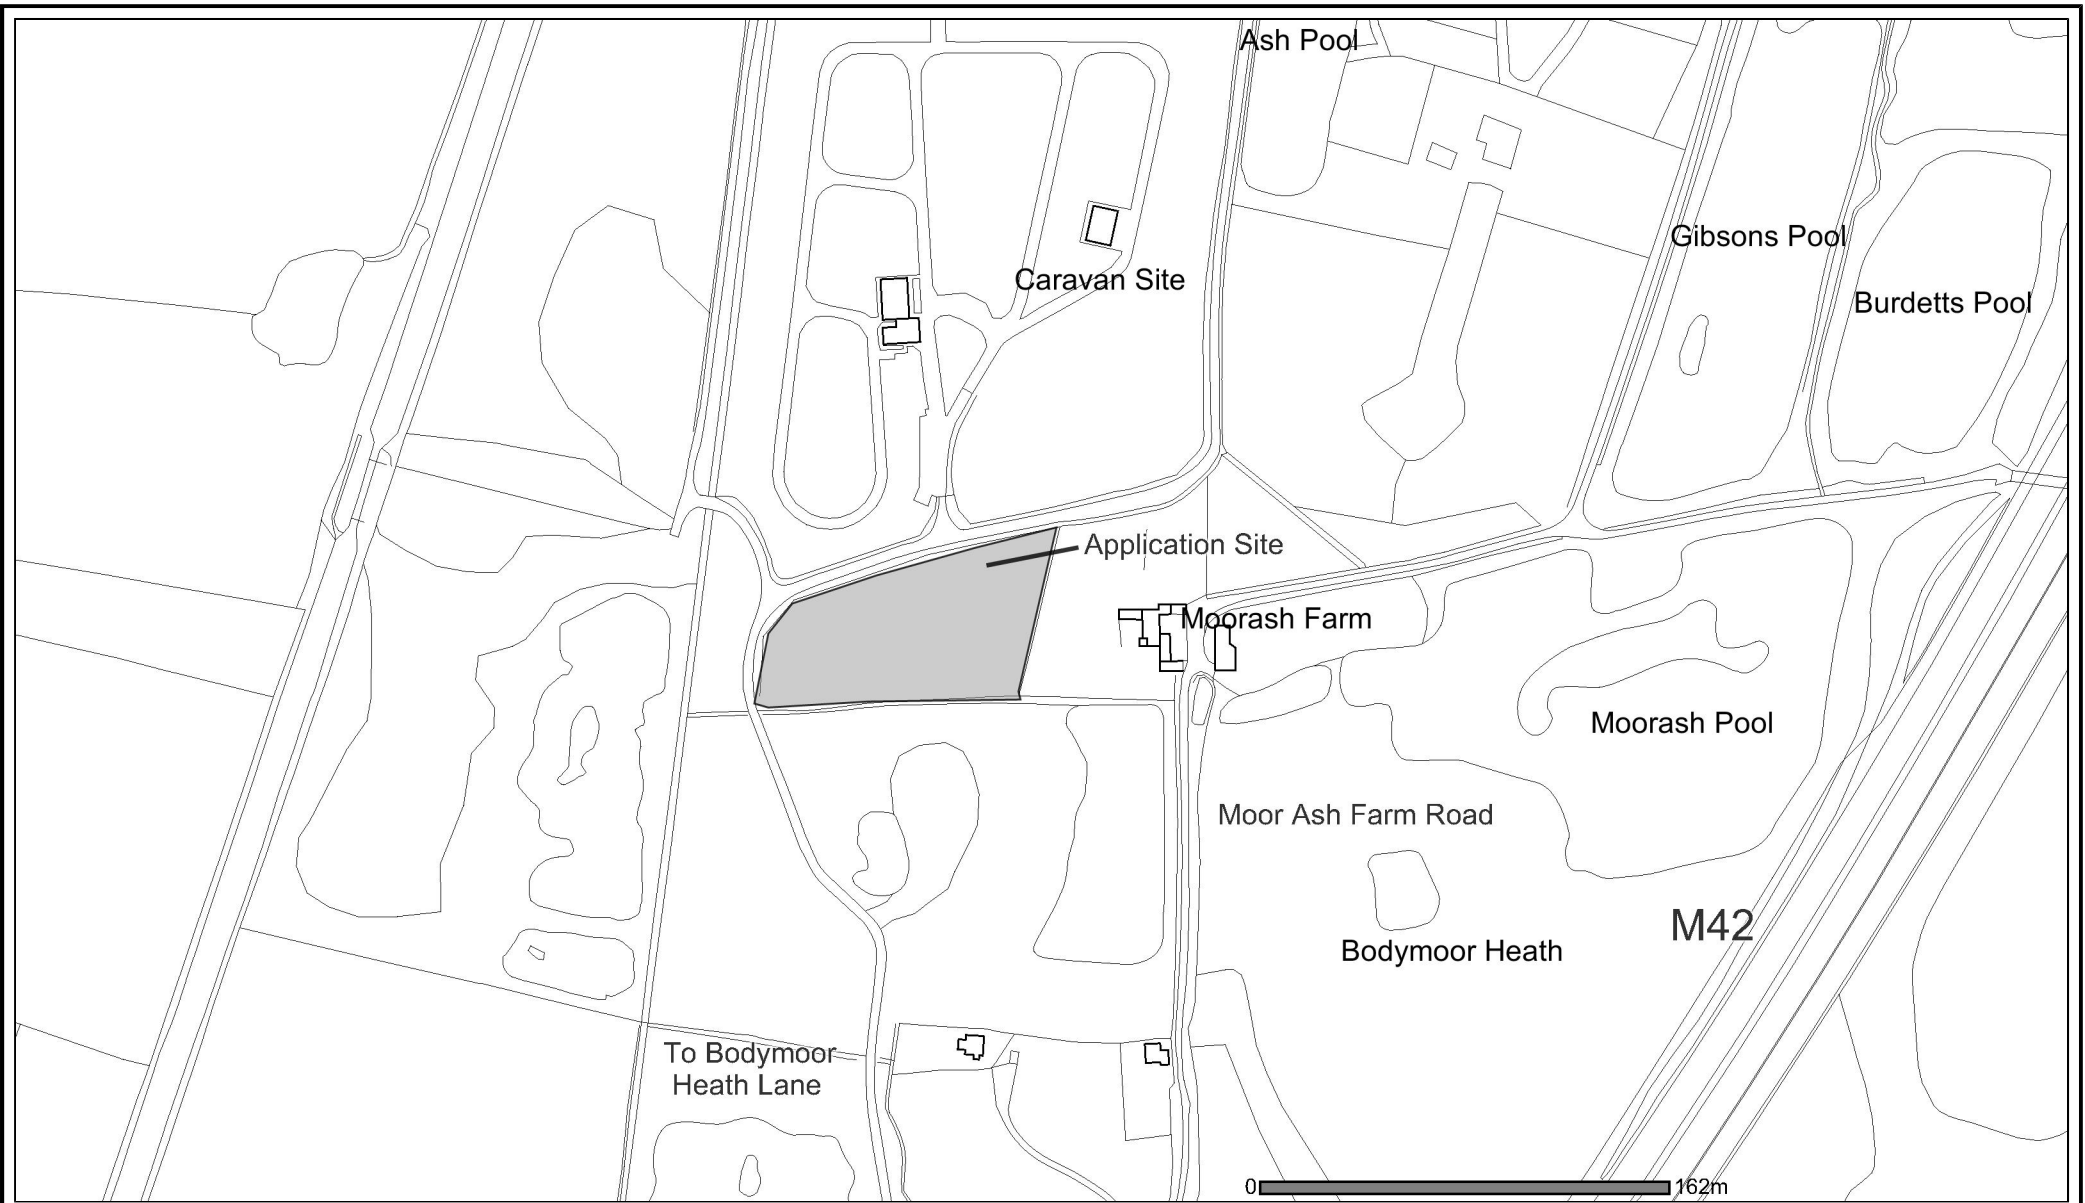 Ash Pool
Gibsons Pool
Caravan Site
Burdetts Pool
Application Site
Moorash Farm
Moorash Pool
Moor Ash Farm Road
M42
Bodymoor Heath
To Bodymoor
Heath Lane
0 162m